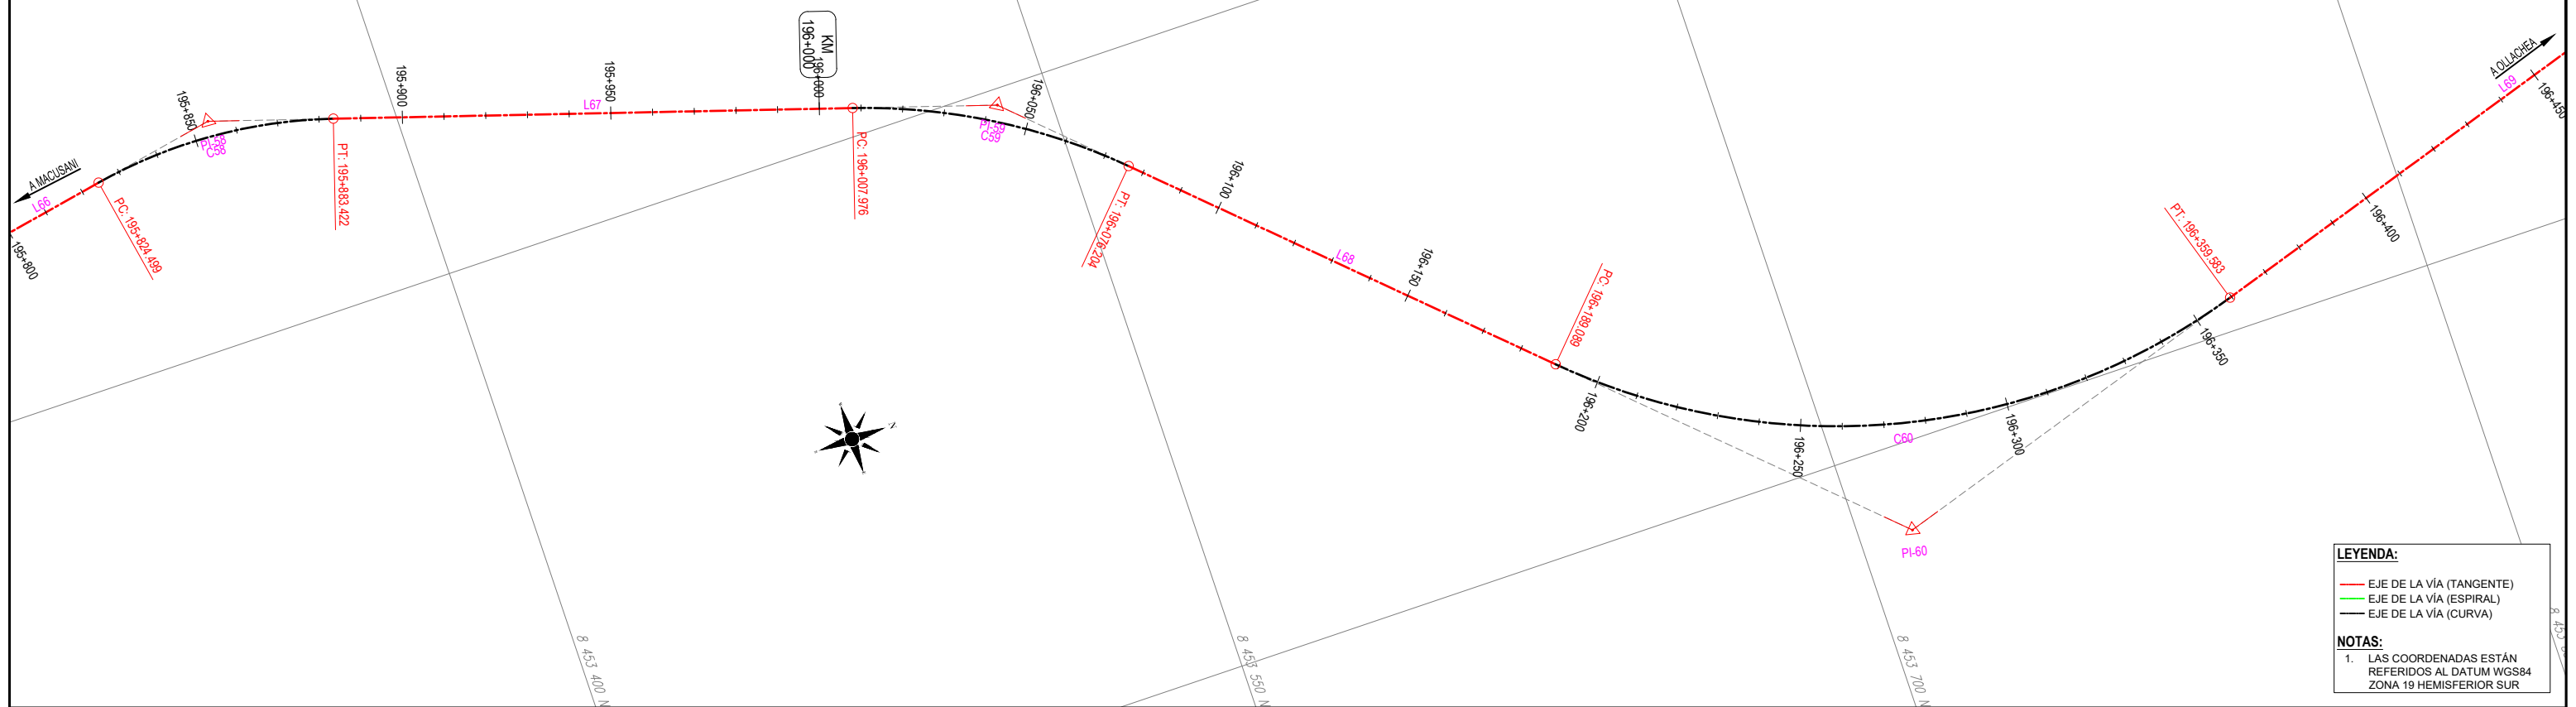 A MACUSANI
L66
195+800
PC: 195+824.499
195+850
PI-58
C58
PT: 195+883.422
195+900
L67
195+950
KM
196+000
196+000
PC: 196+007.976
PI-59
C59
196+050
PT: 196+076.204
196+100
L68
196+150
PC: 196+189.089
196+200
196+250
C60
PI-60
196+300
196+350
PT: 196+359.583
196+400
L69
196+450
A OLLACHEA
8 453 400 N
8 453 550 N
8 453 700 N
8 453
LEYENDA:
EJE DE LA VÍA (TANGENTE)
EJE DE LA VÍA (ESPIRAL)
EJE DE LA VÍA (CURVA)
NOTAS:
1. LAS COORDENADAS ESTÁN
REFERIDOS AL DATUM WGS84
ZONA 19 HEMISFERIOR SUR